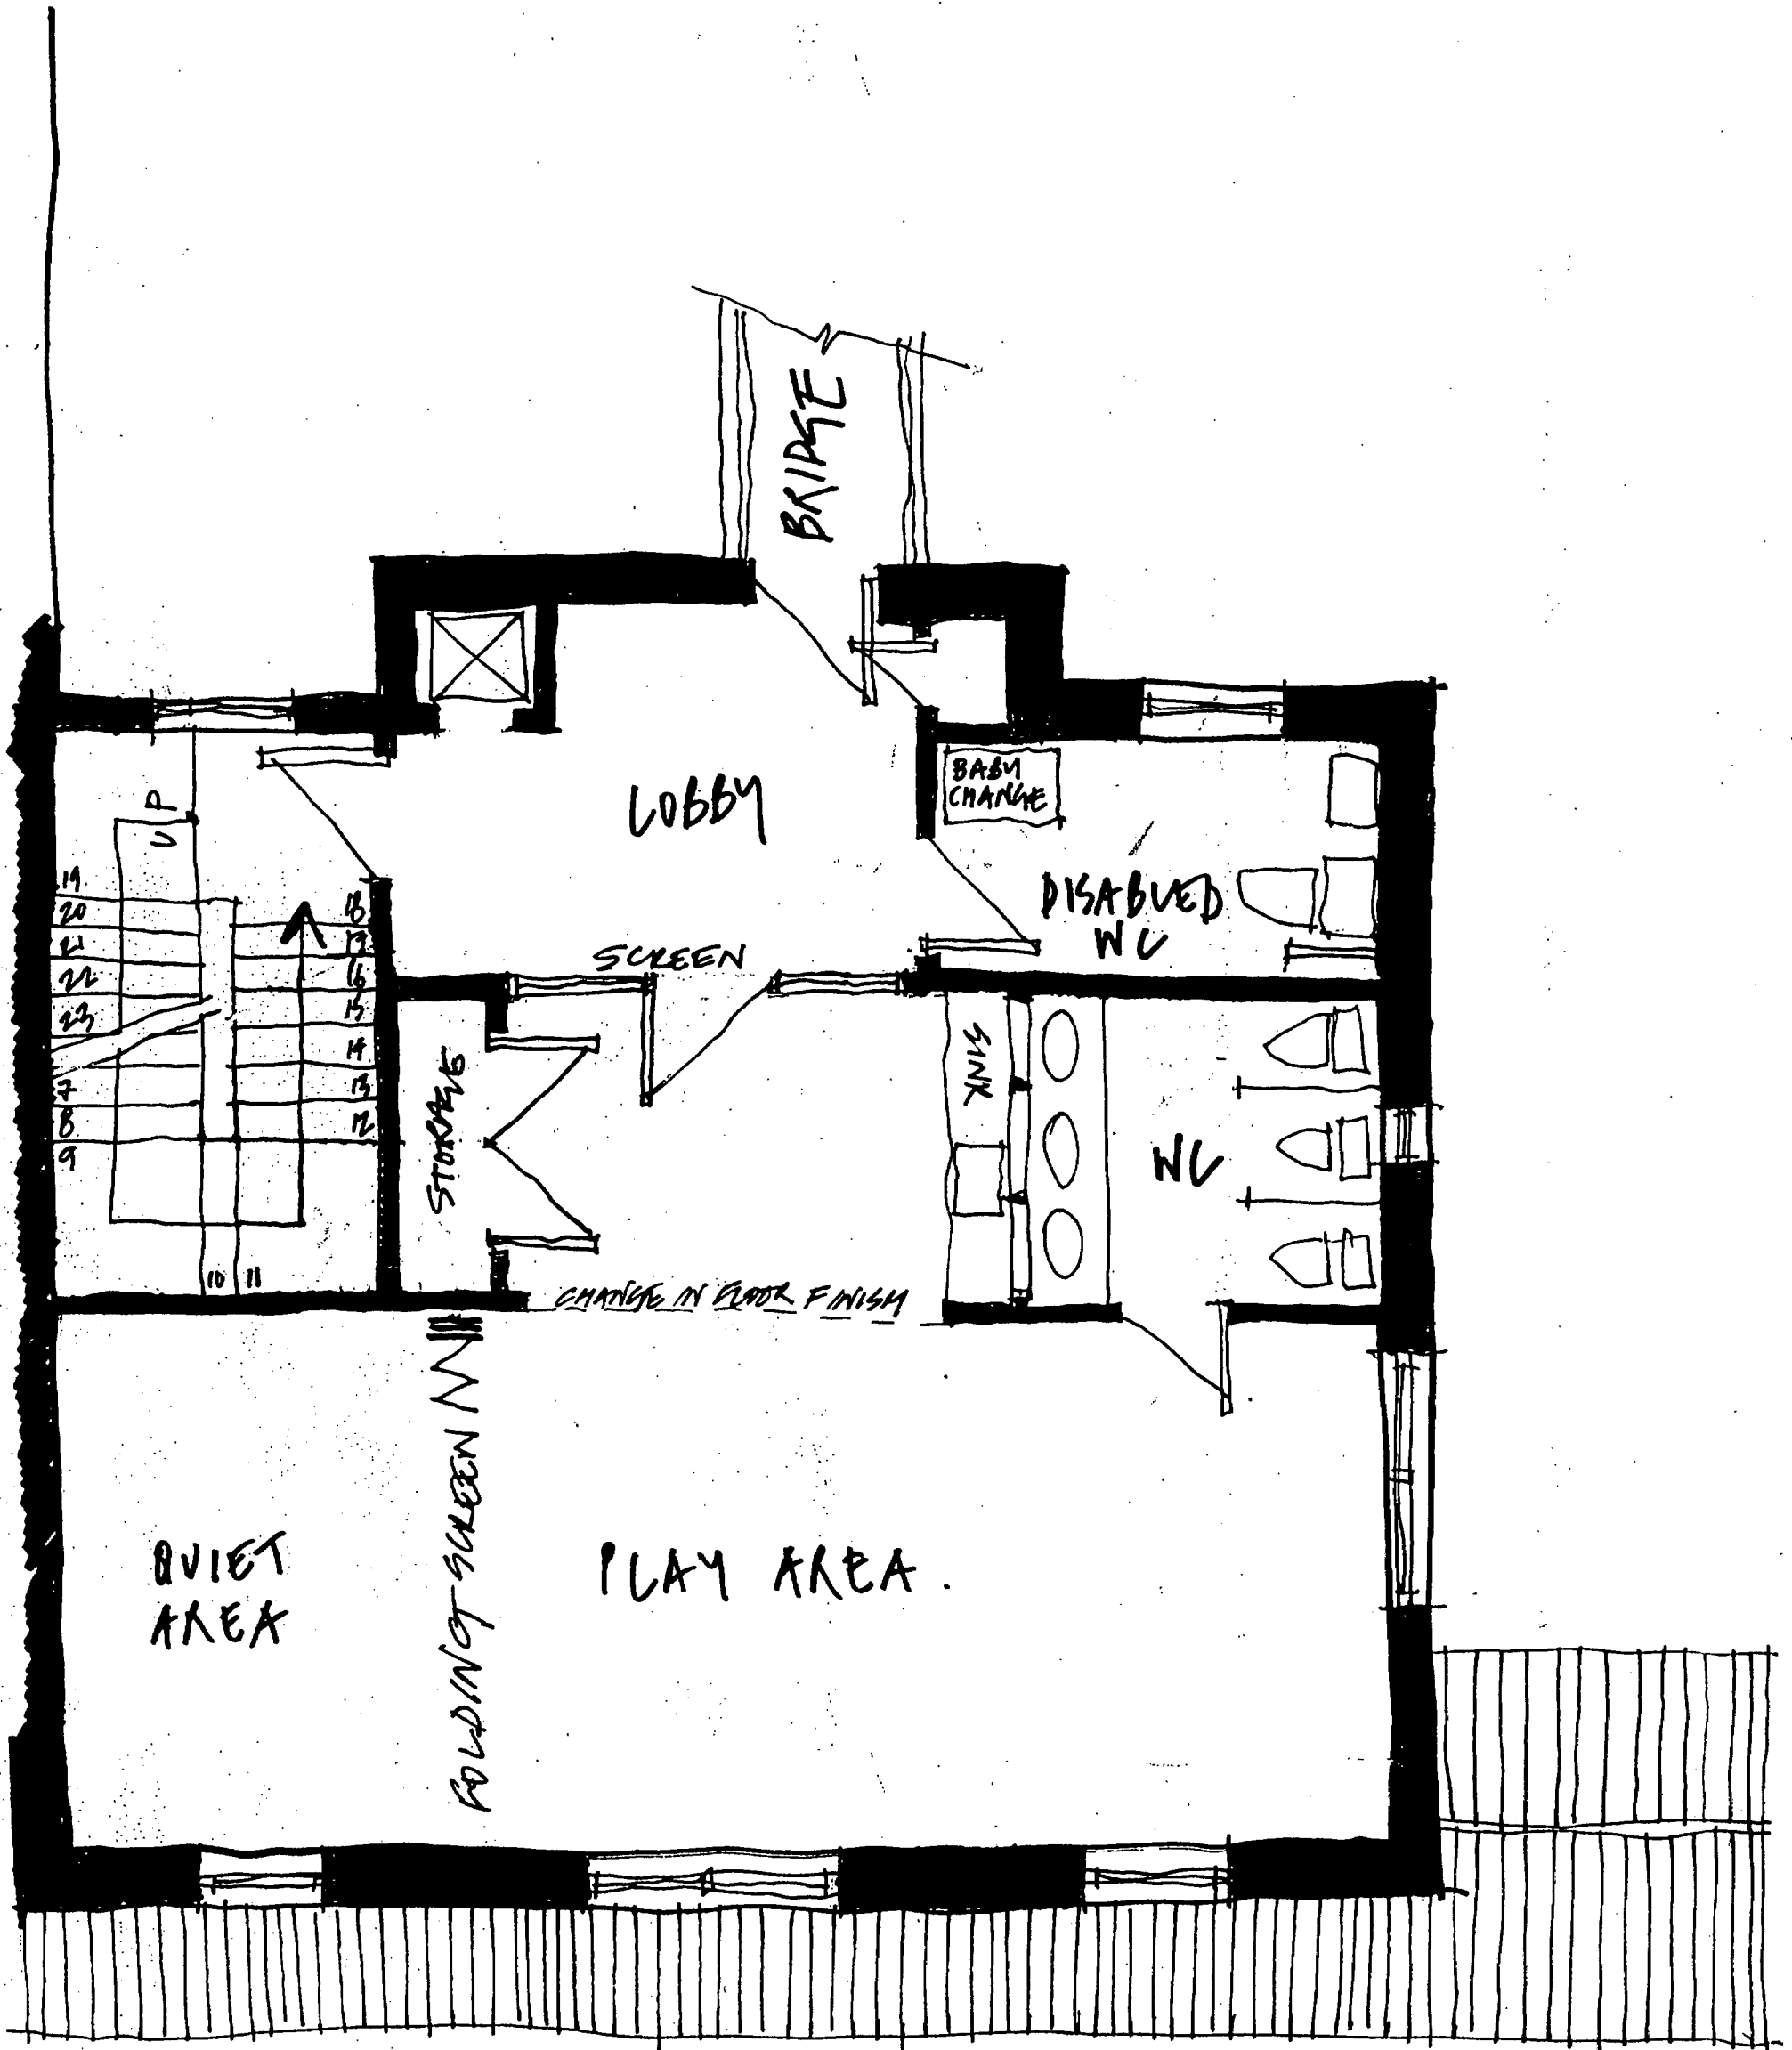 BRIDGE
UP
LOBBY
BABY
CHANGE
DISABLED
WC
19
20
21
22
23
7
8
9
10
11
18
17
16
15
14
13
12
SCREEN
STORAGE
SINK
WC
CHANGE IN FLOOR FINISH
FOLDING SCREEN
QUIET
AREA
PLAY AREA.